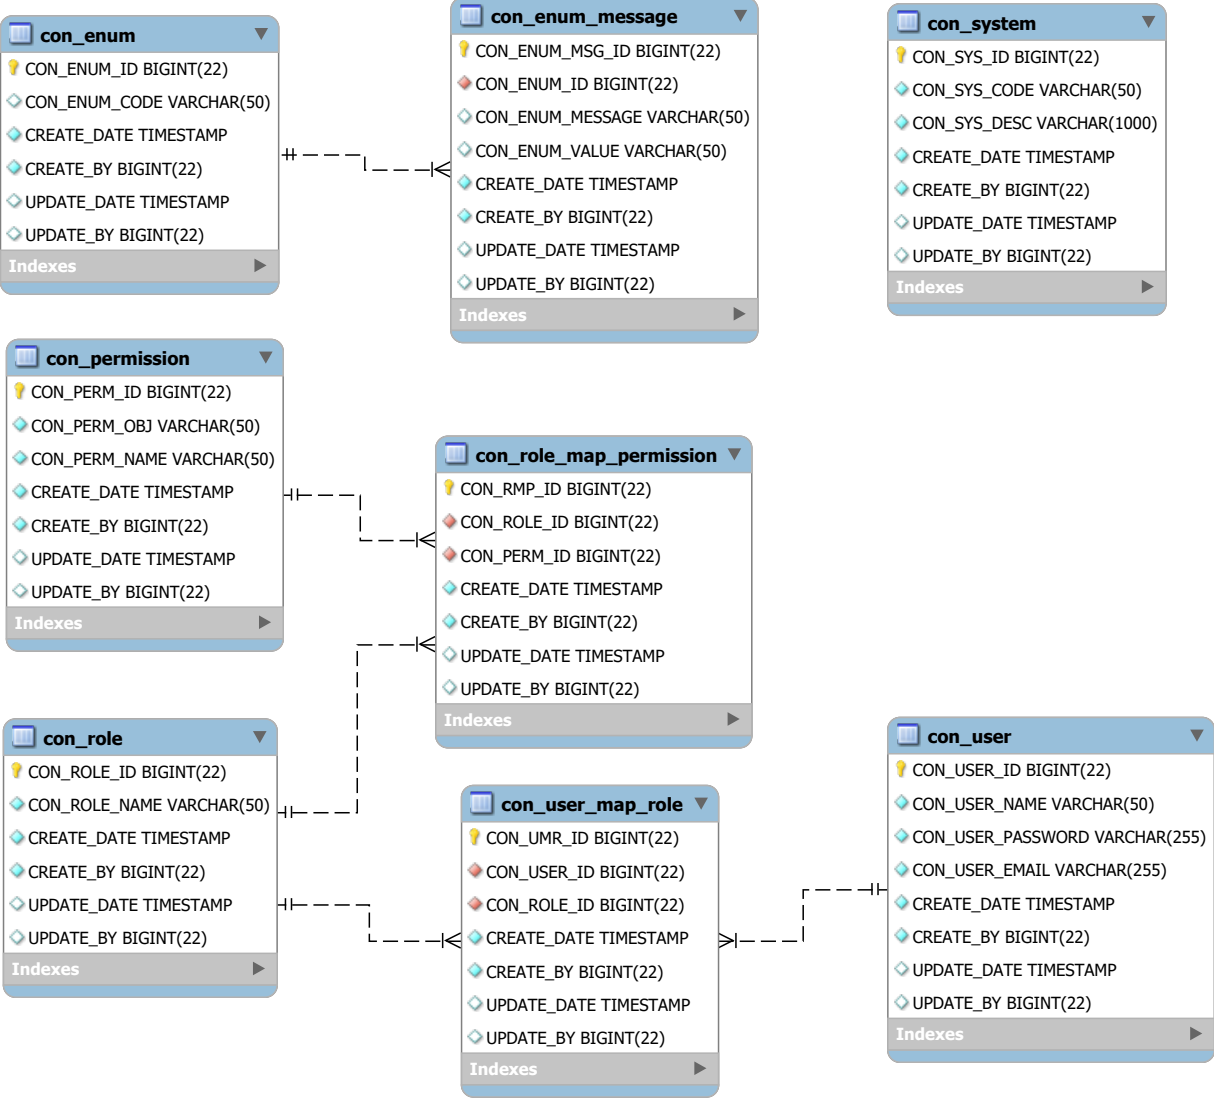 con_enum
CON_ENUM_ID BIGINT(22)
CON_ENUM_CODE VARCHAR(50)
CREATE_DATE TIMESTAMP
CREATE_BY BIGINT(22)
UPDATE_DATE TIMESTAMP
UPDATE_BY BIGINT(22)
Indexes
con_enum_message
CON_ENUM_MSG_ID BIGINT(22)
CON_ENUM_ID BIGINT(22)
CON_ENUM_MESSAGE VARCHAR(50)
CON_ENUM_VALUE VARCHAR(50)
CREATE_DATE TIMESTAMP
CREATE_BY BIGINT(22)
UPDATE_DATE TIMESTAMP
UPDATE_BY BIGINT(22)
Indexes
con_system
CON_SYS_ID BIGINT(22)
CON_SYS_CODE VARCHAR(50)
CON_SYS_DESC VARCHAR(1000)
CREATE_DATE TIMESTAMP
CREATE_BY BIGINT(22)
UPDATE_DATE TIMESTAMP
UPDATE_BY BIGINT(22)
Indexes
con_permission
CON_PERM_ID BIGINT(22)
CON_PERM_OBJ VARCHAR(50)
CON_PERM_NAME VARCHAR(50)
CREATE_DATE TIMESTAMP
CREATE_BY BIGINT(22)
UPDATE_DATE TIMESTAMP
UPDATE_BY BIGINT(22)
Indexes
con_role_map_permission
CON_RMP_ID BIGINT(22)
CON_ROLE_ID BIGINT(22)
CON_PERM_ID BIGINT(22)
CREATE_DATE TIMESTAMP
CREATE_BY BIGINT(22)
UPDATE_DATE TIMESTAMP
UPDATE_BY BIGINT(22)
Indexes
con_role
CON_ROLE_ID BIGINT(22)
CON_ROLE_NAME VARCHAR(50)
CREATE_DATE TIMESTAMP
CREATE_BY BIGINT(22)
UPDATE_DATE TIMESTAMP
UPDATE_BY BIGINT(22)
Indexes
con_user_map_role
CON_UMR_ID BIGINT(22)
CON_USER_ID BIGINT(22)
CON_ROLE_ID BIGINT(22)
CREATE_DATE TIMESTAMP
CREATE_BY BIGINT(22)
UPDATE_DATE TIMESTAMP
UPDATE_BY BIGINT(22)
Indexes
con_user
CON_USER_ID BIGINT(22)
CON_USER_NAME VARCHAR(50)
CON_USER_PASSWORD VARCHAR(255)
CON_USER_EMAIL VARCHAR(255)
CREATE_DATE TIMESTAMP
CREATE_BY BIGINT(22)
UPDATE_DATE TIMESTAMP
UPDATE_BY BIGINT(22)
Indexes